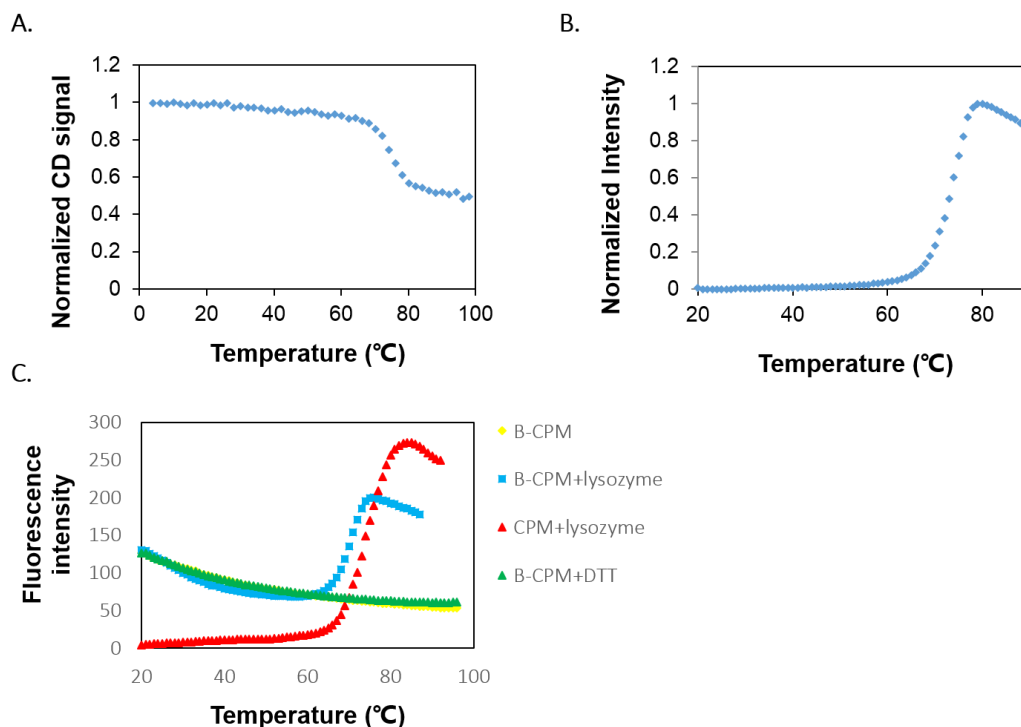 A.
B.
Normalized CD signal
1.2
1
0.8
0.6
0.4
0.2
0
0 20 40 60 80 100
Temperature (℃)
Normalized Intensity
1.2
1
0.8
0.6
0.4
0.2
0
20 40 60 80
Temperature (℃)
C.
Fluorescence
intensity
300
250
200
150
100
50
0
20 40 60 80 100
Temperature (℃)
B-CPM
B-CPM+lysozyme
CPM+lysozyme
B-CPM+DTT